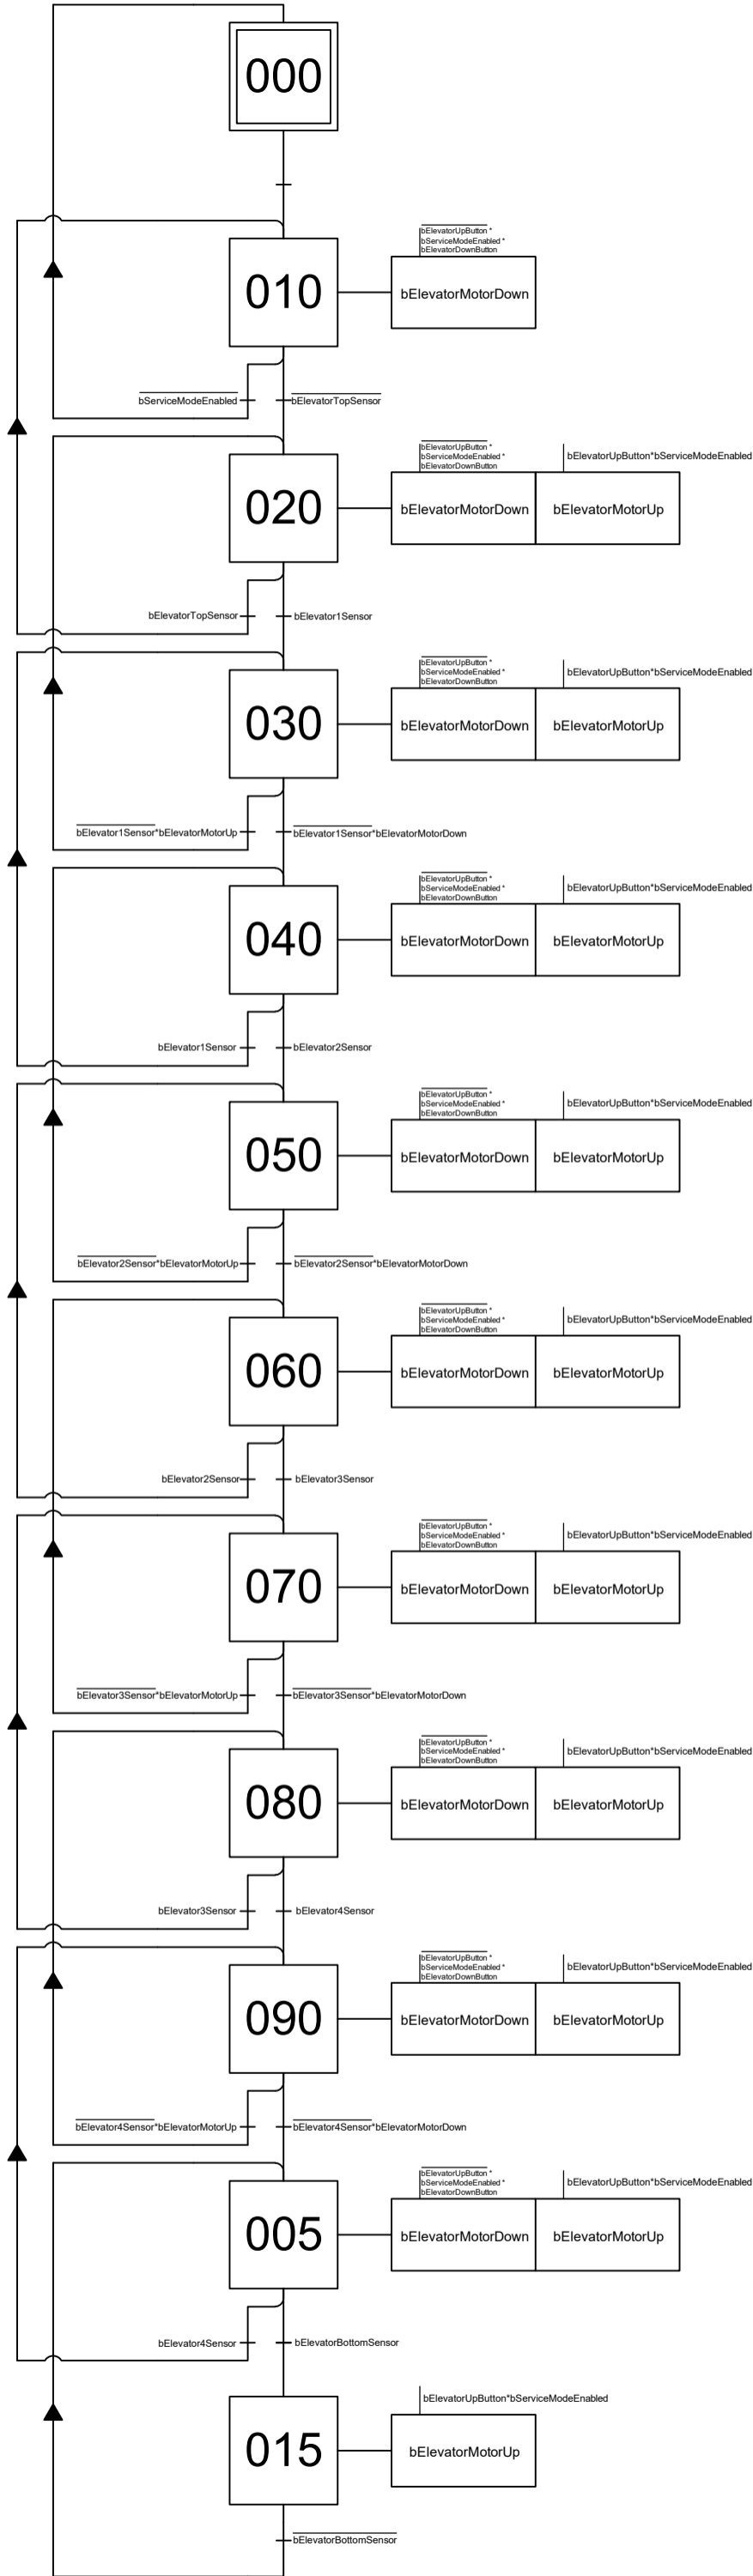 000
bElevatorUpButton *
bServiceModeEnabled *
bElevatorDownButton
010
bElevatorMotorDown
bServiceModeEnabled
bElevatorTopSensor
bElevatorUpButton *
bServiceModeEnabled *
bElevatorDownButton
bElevatorUpButton*bServiceModeEnabled
020
bElevatorMotorDown
bElevatorMotorUp
bElevatorTopSensor
bElevator1Sensor
bElevatorUpButton *
bServiceModeEnabled *
bElevatorDownButton
bElevatorUpButton*bServiceModeEnabled
030
bElevatorMotorDown
bElevatorMotorUp
bElevator1Sensor*bElevatorMotorUp
bElevator1Sensor*bElevatorMotorDown
bElevatorUpButton *
bServiceModeEnabled *
bElevatorDownButton
bElevatorUpButton*bServiceModeEnabled
040
bElevatorMotorDown
bElevatorMotorUp
bElevator1Sensor
bElevator2Sensor
bElevatorUpButton *
bServiceModeEnabled *
bElevatorDownButton
bElevatorUpButton*bServiceModeEnabled
050
bElevatorMotorDown
bElevatorMotorUp
bElevator2Sensor*bElevatorMotorUp
bElevator2Sensor*bElevatorMotorDown
bElevatorUpButton *
bServiceModeEnabled *
bElevatorDownButton
bElevatorUpButton*bServiceModeEnabled
060
bElevatorMotorDown
bElevatorMotorUp
bElevator2Sensor
bElevator3Sensor
bElevatorUpButton *
bServiceModeEnabled *
bElevatorDownButton
bElevatorUpButton*bServiceModeEnabled
070
bElevatorMotorDown
bElevatorMotorUp
bElevator3Sensor*bElevatorMotorUp
bElevator3Sensor*bElevatorMotorDown
bElevatorUpButton *
bServiceModeEnabled *
bElevatorDownButton
bElevatorUpButton*bServiceModeEnabled
080
bElevatorMotorDown
bElevatorMotorUp
bElevator3Sensor
bElevator4Sensor
bElevatorUpButton *
bServiceModeEnabled *
bElevatorDownButton
bElevatorUpButton*bServiceModeEnabled
090
bElevatorMotorDown
bElevatorMotorUp
bElevator4Sensor*bElevatorMotorUp
bElevator4Sensor*bElevatorMotorDown
bElevatorUpButton *
bServiceModeEnabled *
bElevatorDownButton
bElevatorUpButton*bServiceModeEnabled
005
bElevatorMotorDown
bElevatorMotorUp
bElevator4Sensor
bElevatorBottomSensor
bElevatorUpButton*bServiceModeEnabled
015
bElevatorMotorUp
bElevatorBottomSensor